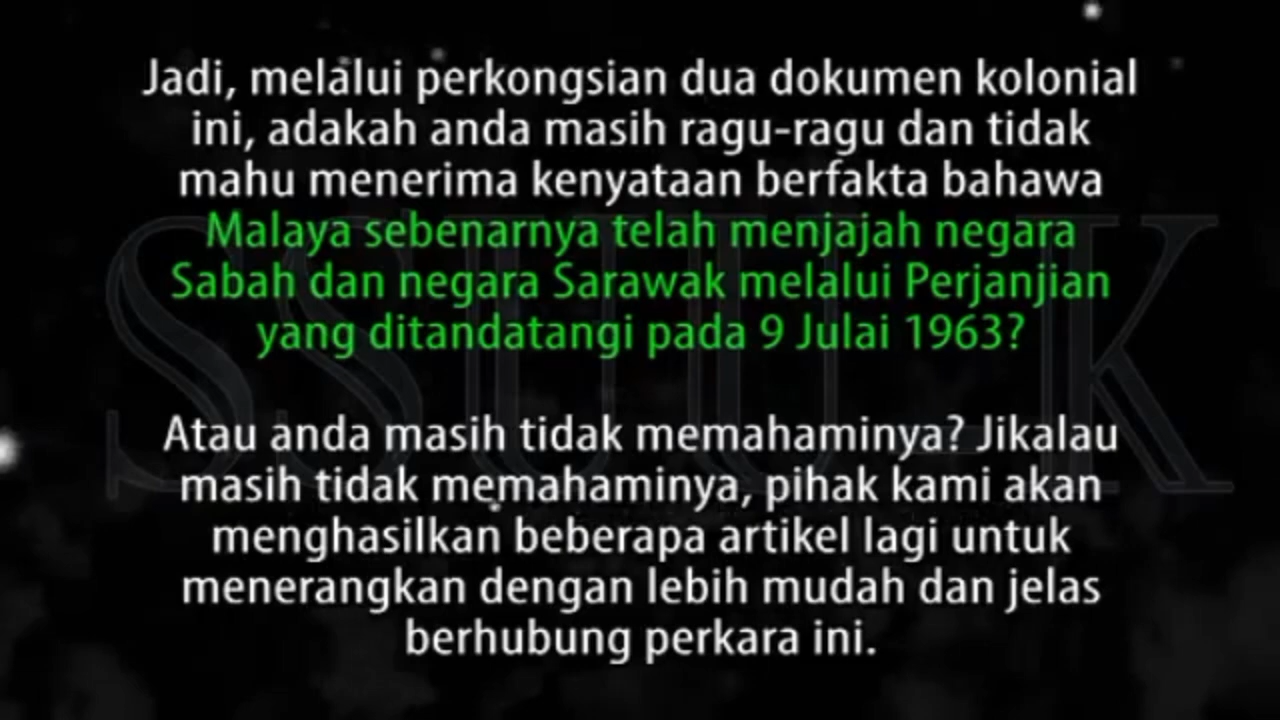 Jadi, melalui perkongsian dua dokumen kolonial
ini, adakah anda masih ragu-ragu dan tidak
mahu menerima kenyataan berfakta bahawa
Malaya sebenarnya telah menjajah negara
Sabah dan negara Sarawak melalui Perjanjian
yang ditandatangi pada 9 Julai 1963?
Atau anda masih tidak memahaminya? Jikalau
masih tidak memahaminya, pihak kami akan
menghasilkan beberapa artikel lagi untuk
menerangkan dengan lebih mudah dan jelas
berhubung perkara ini.
SSUU-K